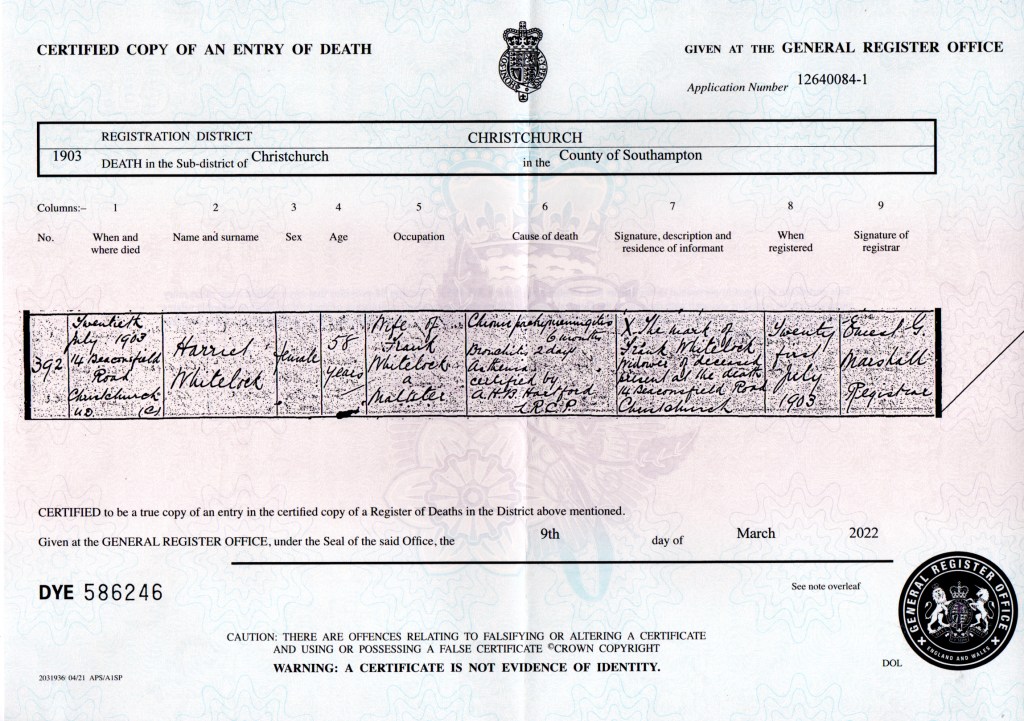 CERTIFIED COPY OF AN ENTRY OF DEATH
GIVEN AT THE GENERAL REGISTER OFFICE
Application Number 12640084-1
REGISTRATION DISTRICT CHRISTCHURCH
1903 DEATH in the Sub-district of Christchurch in the County of Southampton
Columns:– 1 2 3 4 5 6 7 8 9
No. When and where died Name and surname Sex Age Occupation Cause of death Signature, description and residence of informant When registered Signature of registrar
392
Twentieth
July 1903
14 Beaconsfield
Road
Christchurch
U.D.
Harriet
Whitelock
female
58
years
Wife of
Frank
Whitelock
a
Maltster
Chronic pachymeningitis
6 months
Bronchitis 2 days
Asthenia
certified by
A.H.B. Hartford
L.R.C.P.
X The mark of
Frank Whitelock
Widower of deceased
present at the death
14 Beaconsfield Road
Christchurch
Twenty
first
July
1903
Ernest G.
Marshall
Registrar
CERTIFIED to be a true copy of an entry in the certified copy of a Register of Deaths in the District above mentioned.
Given at the GENERAL REGISTER OFFICE, under the Seal of the said Office, the 9th day of March 2022
DYE 586246
See note overleaf
CAUTION: THERE ARE OFFENCES RELATING TO FALSIFYING OR ALTERING A CERTIFICATE
AND USING OR POSSESSING A FALSE CERTIFICATE ©CROWN COPYRIGHT
WARNING: A CERTIFICATE IS NOT EVIDENCE OF IDENTITY.
GENERAL REGISTER OFFICE
ENGLAND AND WALES
DOL
2031936 04/21 APS/A1SP